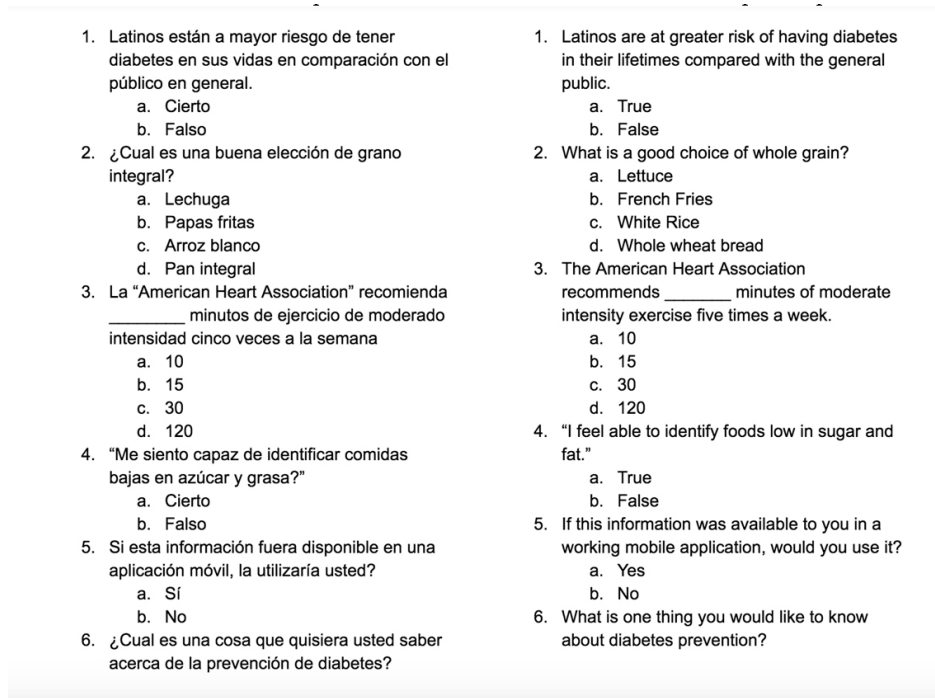 1. Latinos están a mayor riesgo de tener
diabetes en sus vidas en comparación con el
público en general.
a. Cierto
b. Falso
2. ¿Cual es una buena elección de grano
integral?
a. Lechuga
b. Papas fritas
c. Arroz blanco
d. Pan integral
3. La “American Heart Association” recomienda
________ minutos de ejercicio de moderado
intensidad cinco veces a la semana
a. 10
b. 15
c. 30
d. 120
4. “Me siento capaz de identificar comidas
bajas en azúcar y grasa?”
a. Cierto
b. Falso
5. Si esta información fuera disponible en una
aplicación móvil, la utilizaría usted?
a. Sí
b. No
6. ¿Cual es una cosa que quisiera usted saber
acerca de la prevención de diabetes?
1. Latinos are at greater risk of having diabetes
in their lifetimes compared with the general
public.
a. True
b. False
2. What is a good choice of whole grain?
a. Lettuce
b. French Fries
c. White Rice
d. Whole wheat bread
3. The American Heart Association
recommends _______ minutes of moderate
intensity exercise five times a week.
a. 10
b. 15
c. 30
d. 120
4. “I feel able to identify foods low in sugar and
fat.”
a. True
b. False
5. If this information was available to you in a
working mobile application, would you use it?
a. Yes
b. No
6. What is one thing you would like to know
about diabetes prevention?